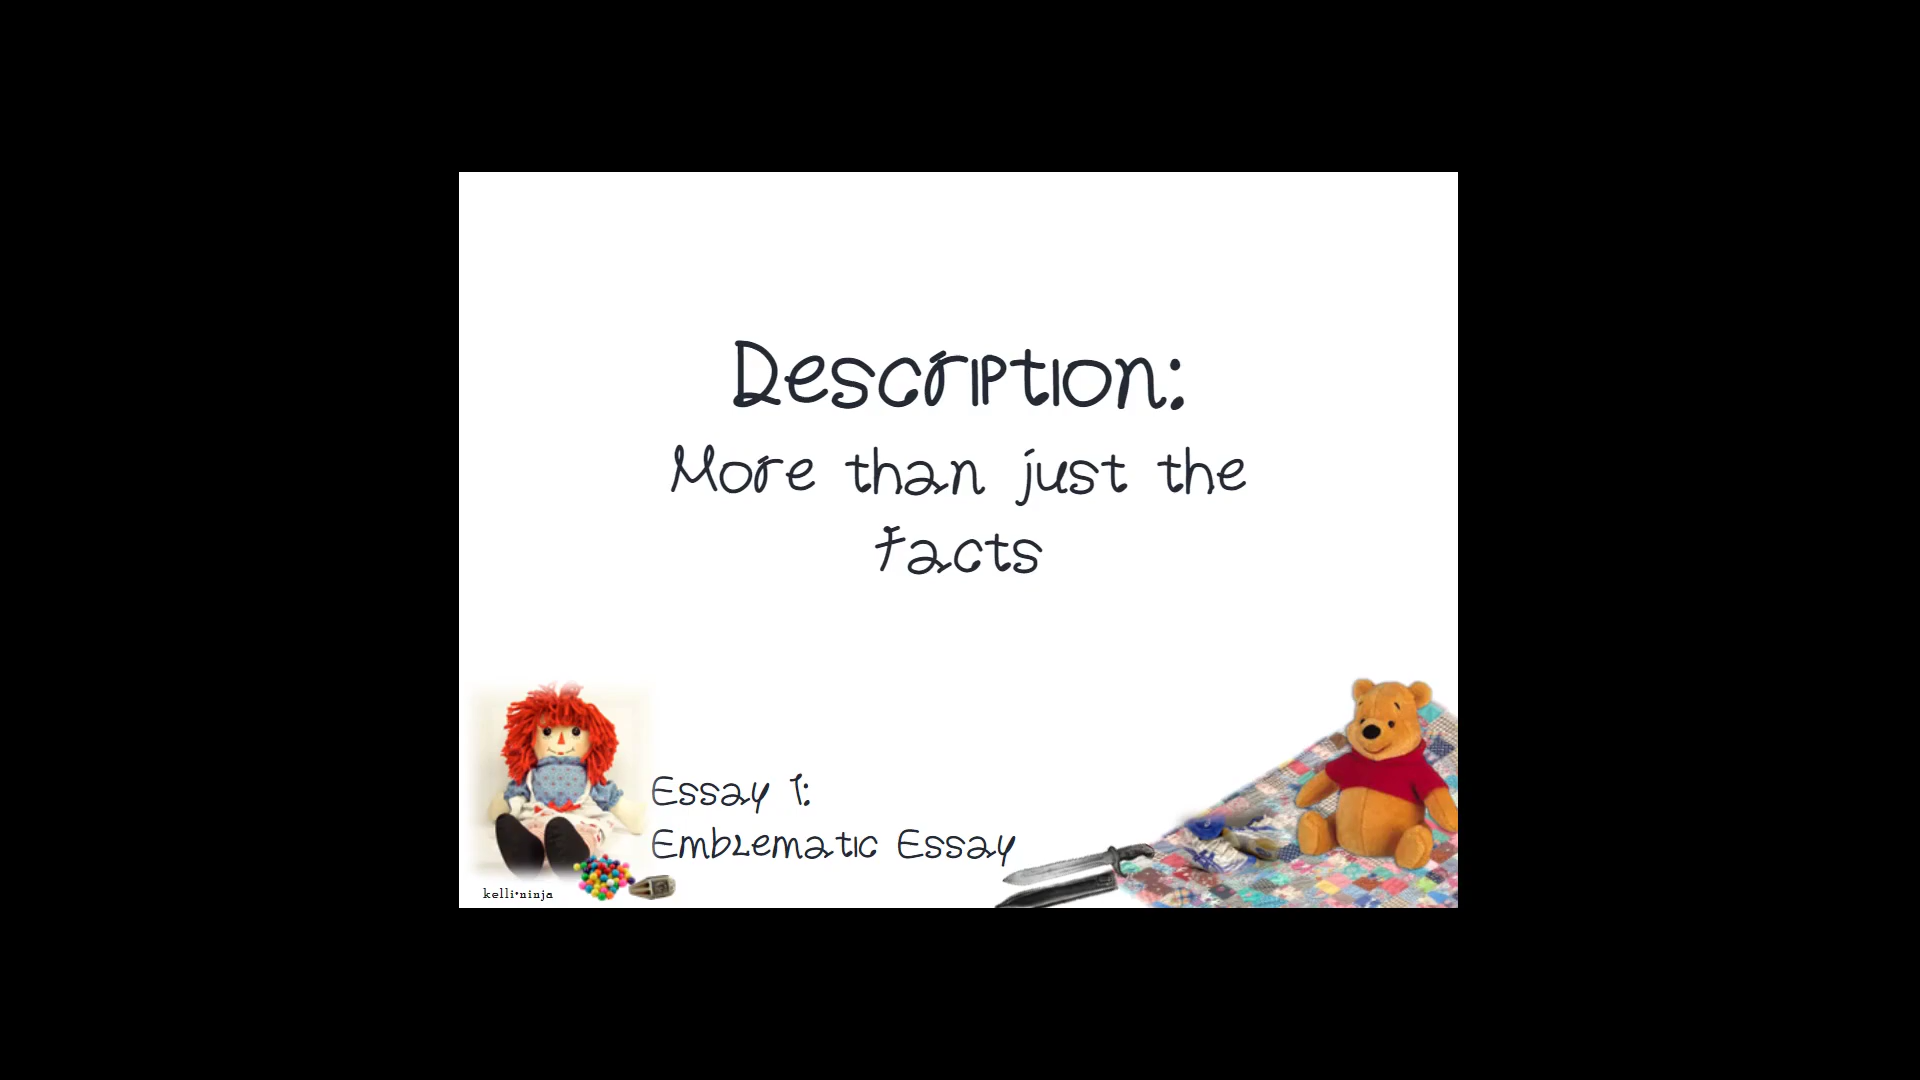 Description:
More than just the
Facts
Essay 1:
Emblematic Essay
kelli•ninja